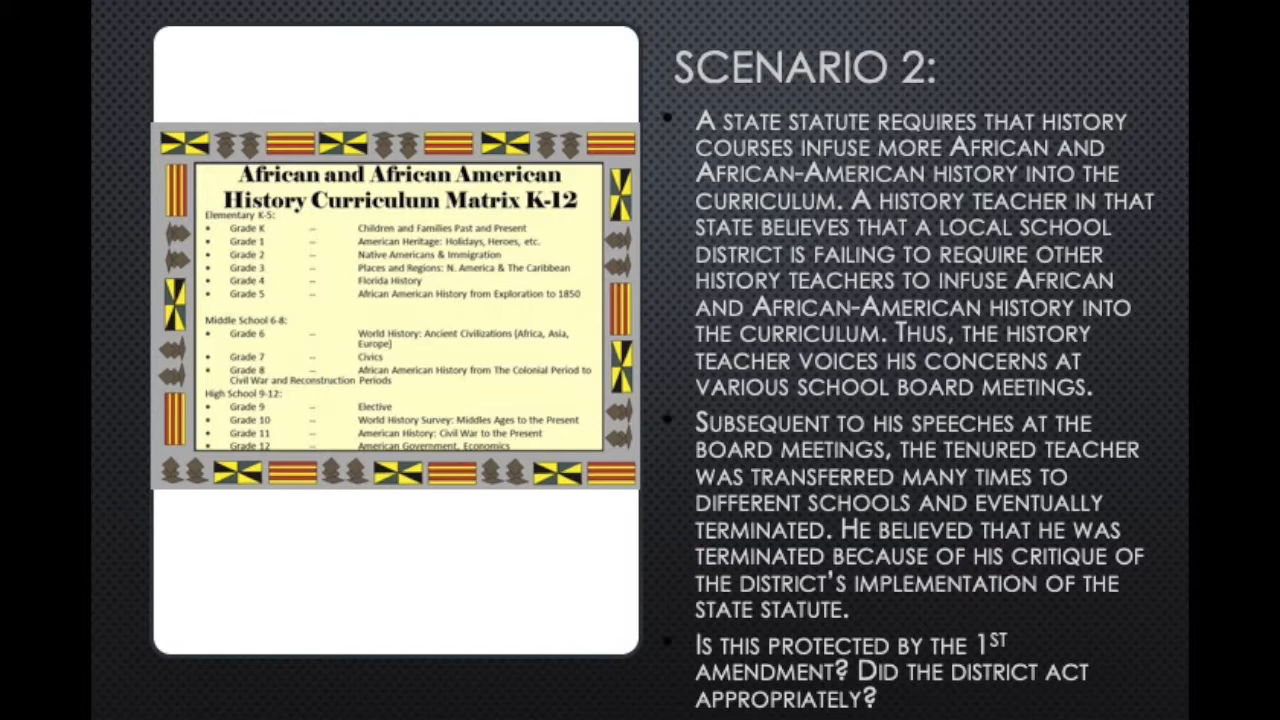 African and African American
History Curriculum Matrix K-12
Elementary K-5:
• Grade K -- Children and Families Past and Present
• Grade 1 -- American Heritage: Holidays, Heroes, etc.
• Grade 2 -- Native Americans & Immigration
• Grade 3 -- Places and Regions: N. America & The Caribbean
• Grade 4 -- Florida History
• Grade 5 -- African American History from Exploration to 1850
Middle School 6-8:
• Grade 6 -- World History: Ancient Civilizations (Africa, Asia,
Europe)
• Grade 7 -- Civics
• Grade 8 -- African American History from The Colonial Period to
Civil War and Reconstruction Periods
High School 9-12:
• Grade 9 -- Elective
• Grade 10 -- World History Survey: Middles Ages to the Present
• Grade 11 -- American History: Civil War to the Present
• Grade 12 -- American Government, Economics
SCENARIO 2:
• A STATE STATUTE REQUIRES THAT HISTORY
COURSES INFUSE MORE AFRICAN AND
AFRICAN-AMERICAN HISTORY INTO THE
CURRICULUM. A HISTORY TEACHER IN THAT
STATE BELIEVES THAT A LOCAL SCHOOL
DISTRICT IS FAILING TO REQUIRE OTHER
HISTORY TEACHERS TO INFUSE AFRICAN
AND AFRICAN-AMERICAN HISTORY INTO
THE CURRICULUM. THUS, THE HISTORY
TEACHER VOICES HIS CONCERNS AT
VARIOUS SCHOOL BOARD MEETINGS.
SUBSEQUENT TO HIS SPEECHES AT THE
BOARD MEETINGS, THE TENURED TEACHER
WAS TRANSFERRED MANY TIMES TO
DIFFERENT SCHOOLS AND EVENTUALLY
TERMINATED. HE BELIEVED THAT HE WAS
TERMINATED BECAUSE OF HIS CRITIQUE OF
THE DISTRICT'S IMPLEMENTATION OF THE
STATE STATUTE.
• IS THIS PROTECTED BY THE 1ST
AMENDMENT? DID THE DISTRICT ACT
APPROPRIATELY?